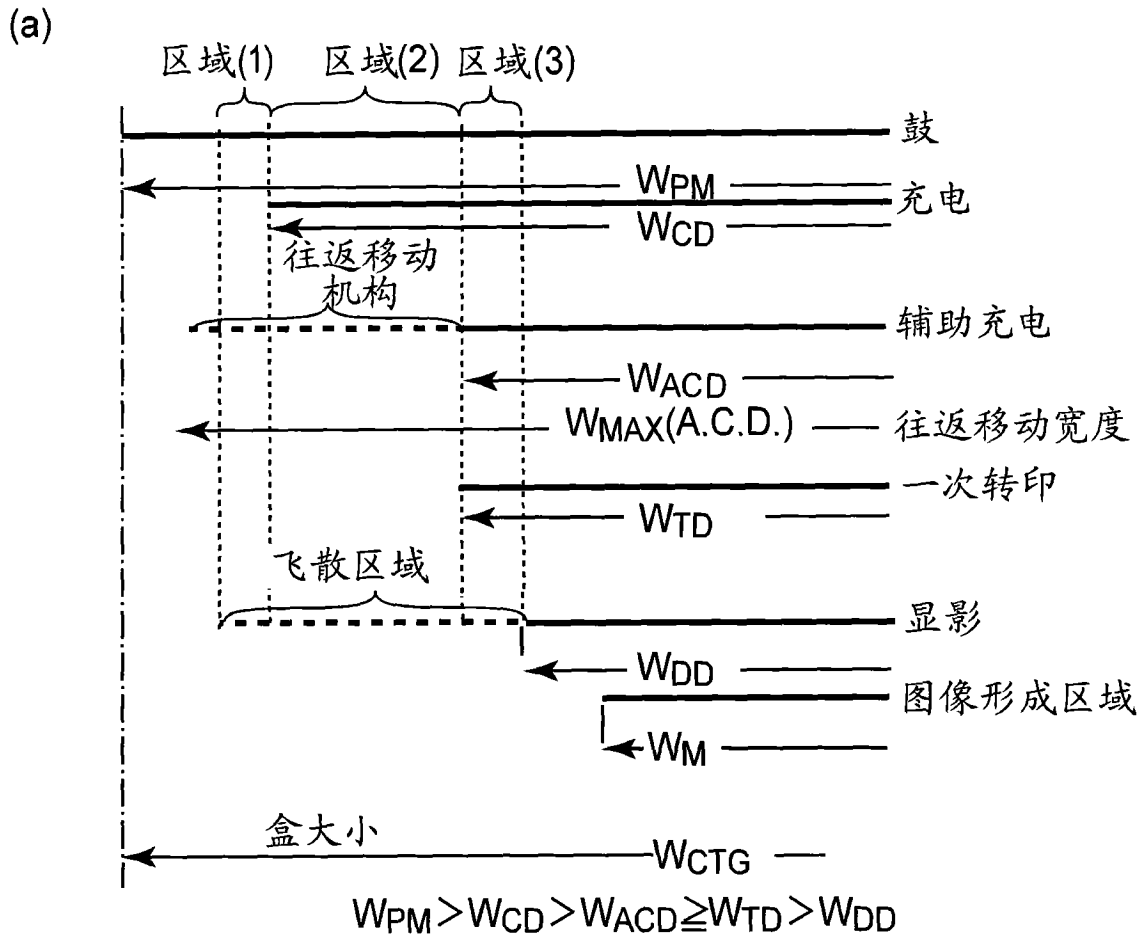 (a)
区域(1) 区域(2) 区域(3)
鼓
WPM
充电
WCD
往返移动
机构
辅助充电
WACD
WMAX(A.C.D.) 往返移动宽度
一次转印
WTD
飞散区域
显影
WDD
图像形成区域
WM
盒大小
WCTG
WPM>WCD>WACD≧WTD>WDD